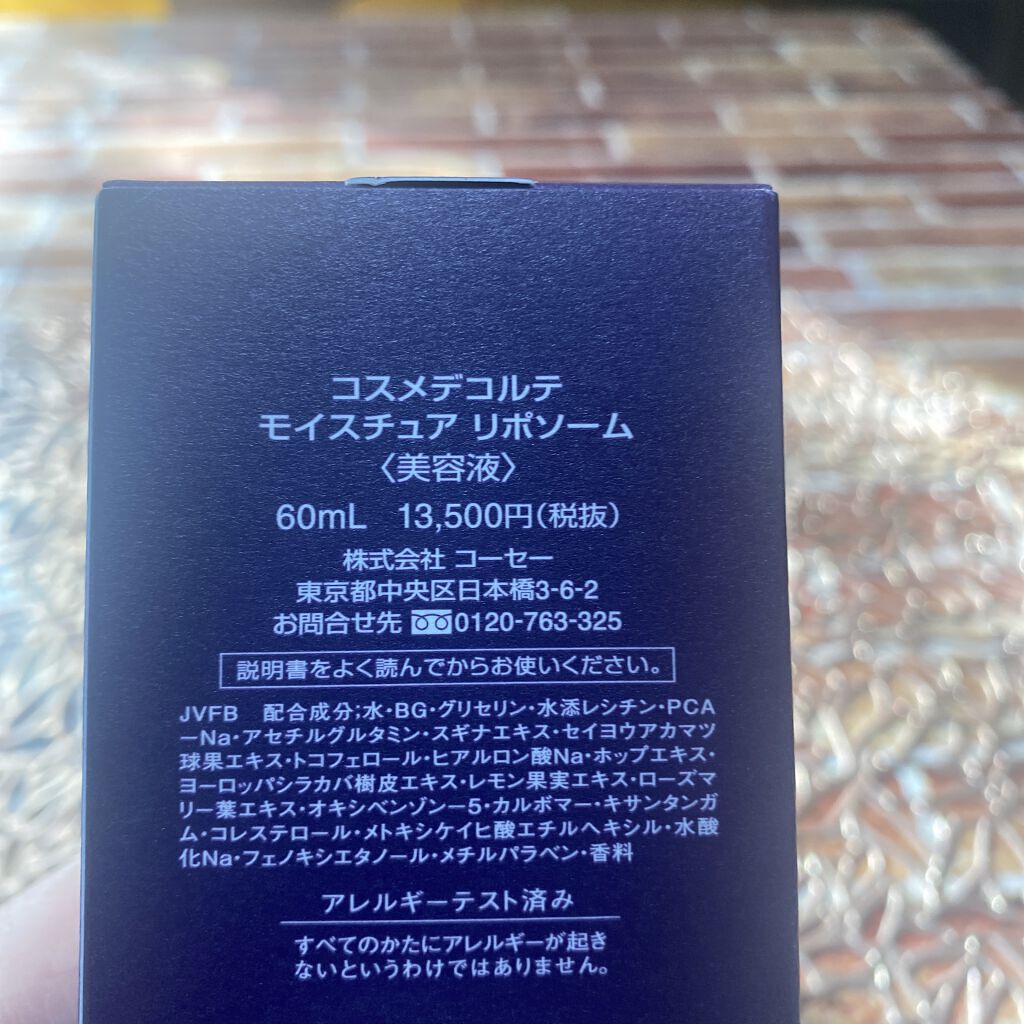 コスメデコルテ
モイスチュア リポソーム
〈美容液〉
60mL 13,500円(税抜)
株式会社 コーセー
東京都中央区日本橋3-6-2
お問合せ先 0120-763-325
説明書をよく読んでからお使いください。
JVFB 配合成分;水・BG・グリセリン・水添レシチン・PCA
ーNa・アセチルグルタミン・スギナエキス・セイヨウアカマツ
球果エキス・トコフェロール・ヒアルロン酸Na・ホップエキス・
ヨーロッパシラカバ樹皮エキス・レモン果実エキス・ローズマ
リー葉エキス・オキシベンゾンー5・カルボマー・キサンタンガ
ム・コレステロール・メトキシケイヒ酸エチルヘキシル・水酸
化Na・フェノキシエタノール・メチルパラベン・香料
アレルギーテスト済み
すべてのかたにアレルギーが起き
ないというわけではありません。